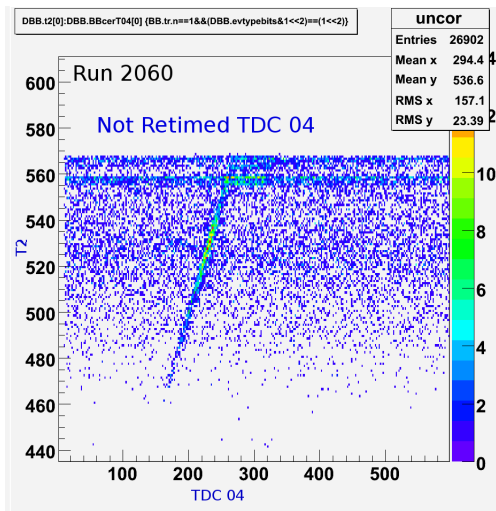 DBB.t2[0]:DBB.BBcerT04[0] {BB.tr.n==1&&(DBB.evtypebits&1<<2)==(1<<2)}
uncor
Entries 26902
Mean x 294.4
Mean y 536.6
RMS x 157.1
RMS y 23.39
Run 2060
Not Retimed TDC 04
600
580
560
540
520
500
480
460
440
T2
100
200
300
400
500
TDC 04
4
2
10
8
6
4
2
0